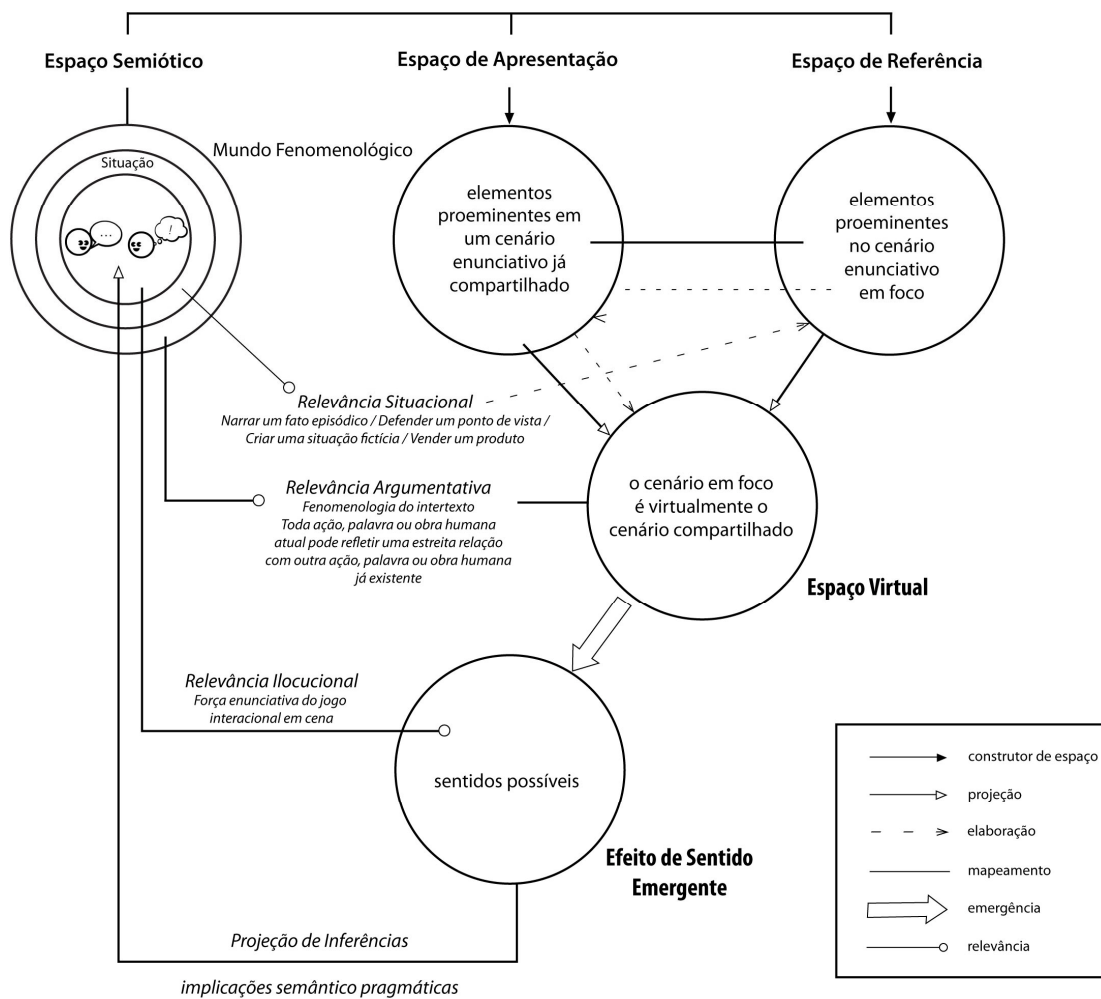 Espaço Semiótico
Espaço de Apresentação
Espaço de Referência
Mundo Fenomenológico
Situação
...
!
elementos
proeminentes em
um cenário
enunciativo já
compartilhado
elementos
proeminentes
no cenário
enunciativo
em foco
Relevância Situacional
Narrar um fato episódico / Defender um ponto de vista /
Criar uma situação fictícia / Vender um produto
Relevância Argumentativa
Fenomenologia do intertexto
Toda ação, palavra ou obra humana
atual pode refletir uma estreita relação
com outra ação, palavra ou obra humana
já existente
o cenário em foco
é virtualmente o
cenário compartilhado
Espaço Virtual
Relevância Ilocucional
Força enunciativa do jogo
interacional em cena
sentidos possíveis
Efeito de Sentido
Emergente
Projeção de Inferências
implicações semântico pragmáticas
construtor de espaço
projeção
elaboração
mapeamento
emergência
relevância